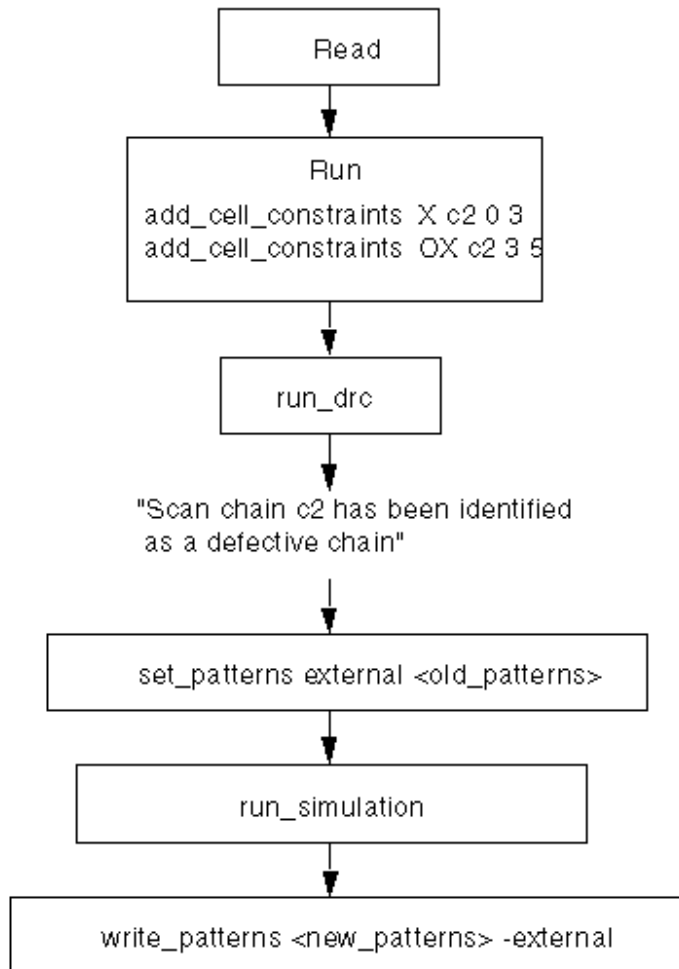 Read
Run
add_cell_constraints X c2 0 3
add_cell_constraints OX c2 3 5
run_drc
"Scan chain c2 has been identified
as a defective chain"
set_patterns external <old_patterns>
run_simulation
write_patterns <new_patterns> -external